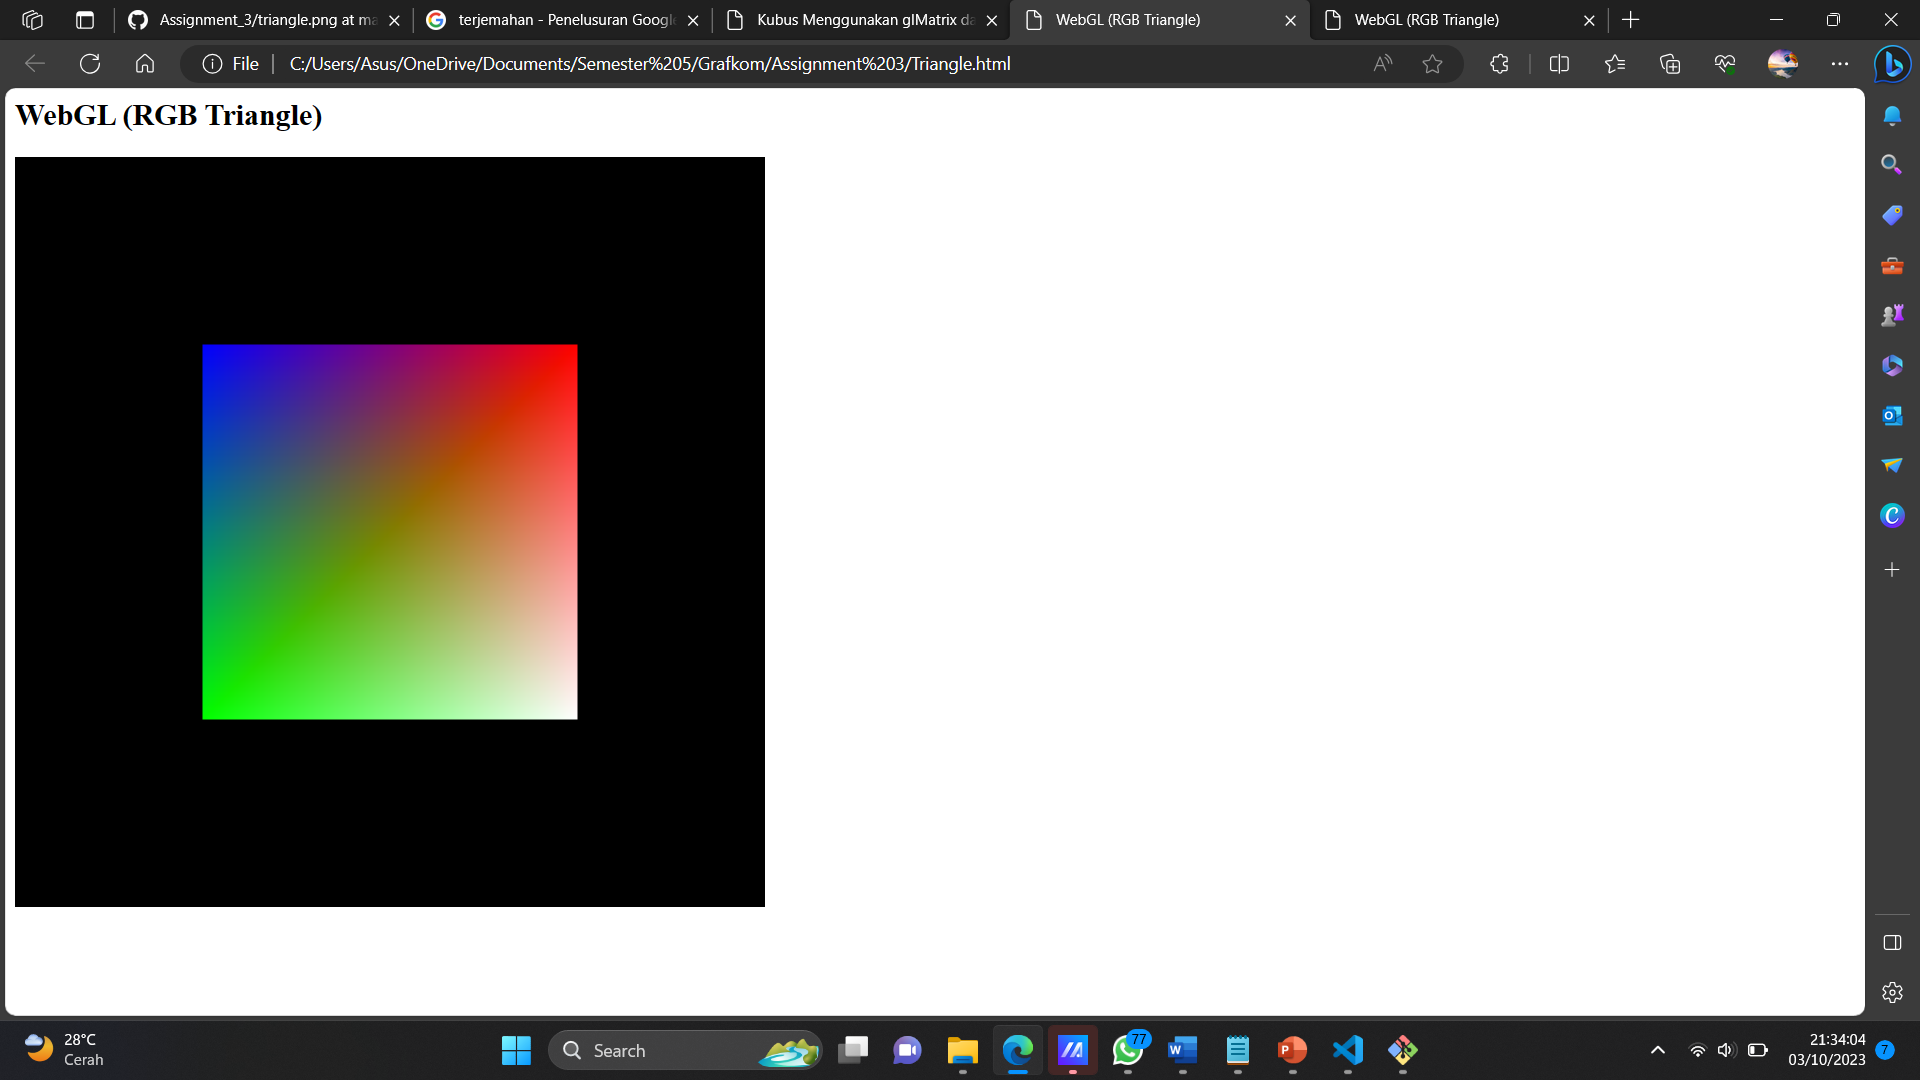 Assignment_3/triangle.png at ma
terjemahan - Penelusuran Google
Kubus Menggunakan glMatrix da
WebGL (RGB Triangle)
WebGL (RGB Triangle)
File
C:/Users/Asus/OneDrive/Documents/Semester%205/Grafkom/Assignment%203/Triangle.html
WebGL (RGB Triangle)
28°C
Cerah
Search
77
21:34:04
03/10/2023
7